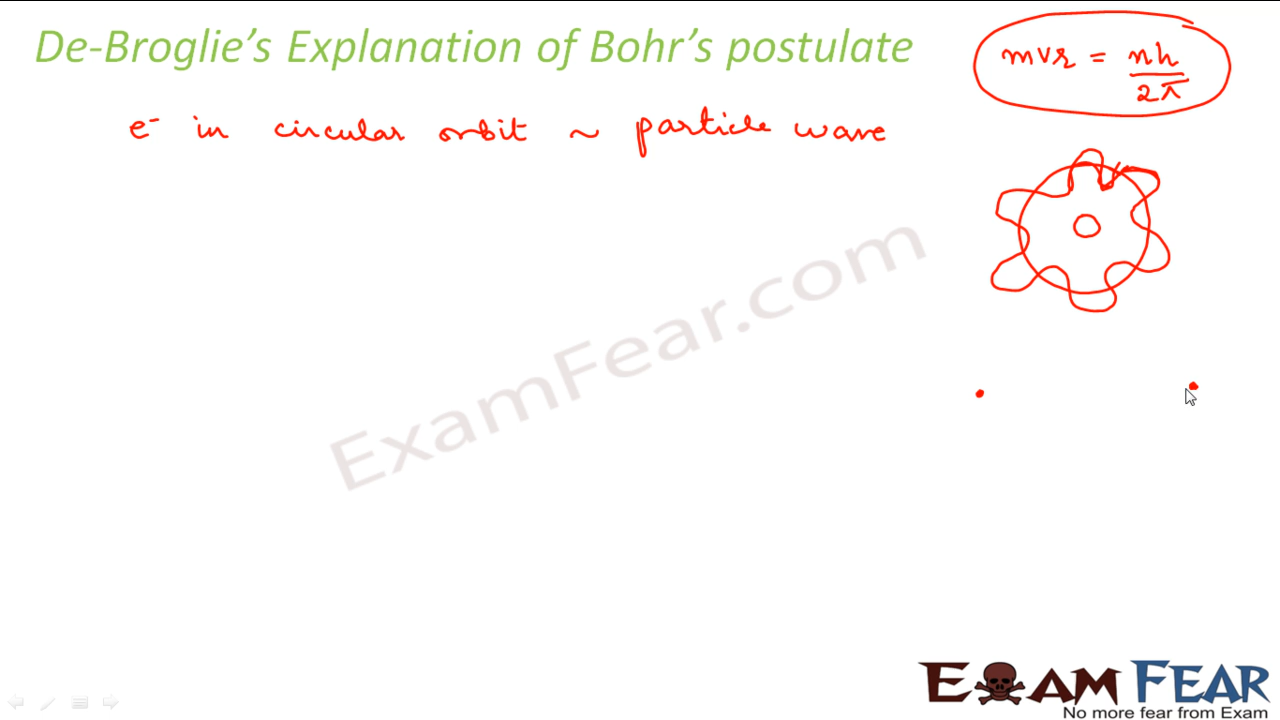 De-Broglie's Explanation of Bohr's postulate
mvr = nh/2π
e⁻ in circular orbit ~ particle wave
ExamFear.com
EXAM FEAR
No more fear from Exam